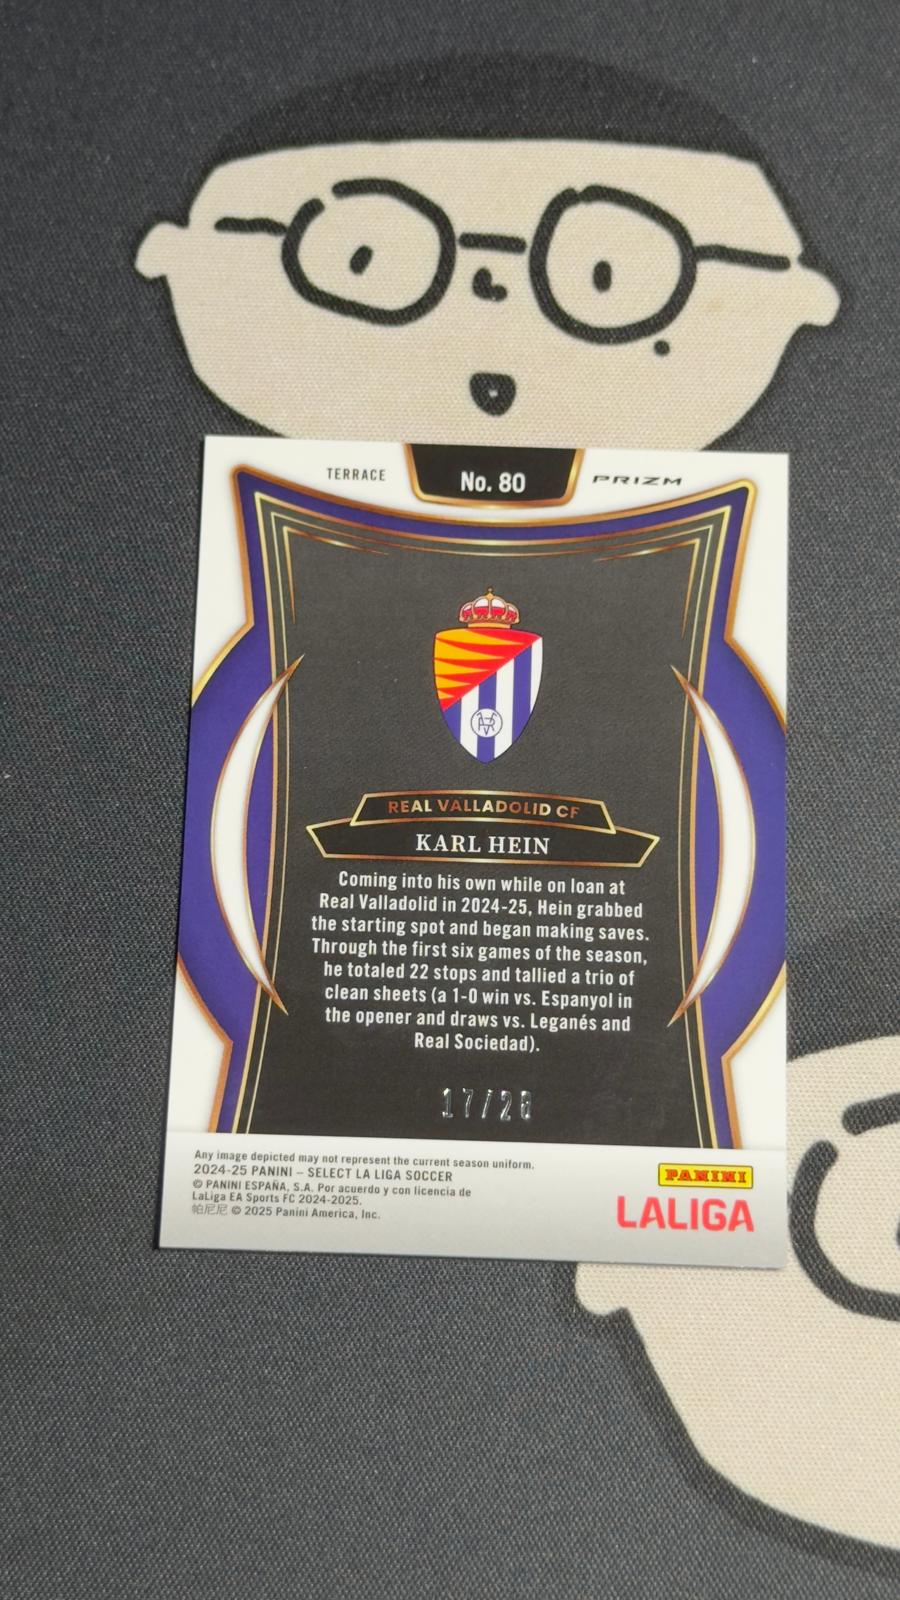 TERRACE
No. 80
PRIZM
REAL VALLADOLID CF
KARL HEIN
Coming into his own while on loan at
Real Valladolid in 2024-25, Hein grabbed
the starting spot and began making saves.
Through the first six games of the season,
he totaled 22 stops and tallied a trio of
clean sheets (a 1-0 win vs. Espanyol in
the opener and draws vs. Leganés and
Real Sociedad).
Any image depicted may not represent the current season uniform.
2024-25 PANINI – SELECT LA LIGA SOCCER
© PANINI ESPAÑA, S.A. Por acuerdo y con licencia de
LaLiga EA Sports FC 2024-2025.
帕尼尼 © 2025 Panini America, Inc.
PANINI
LALIGA